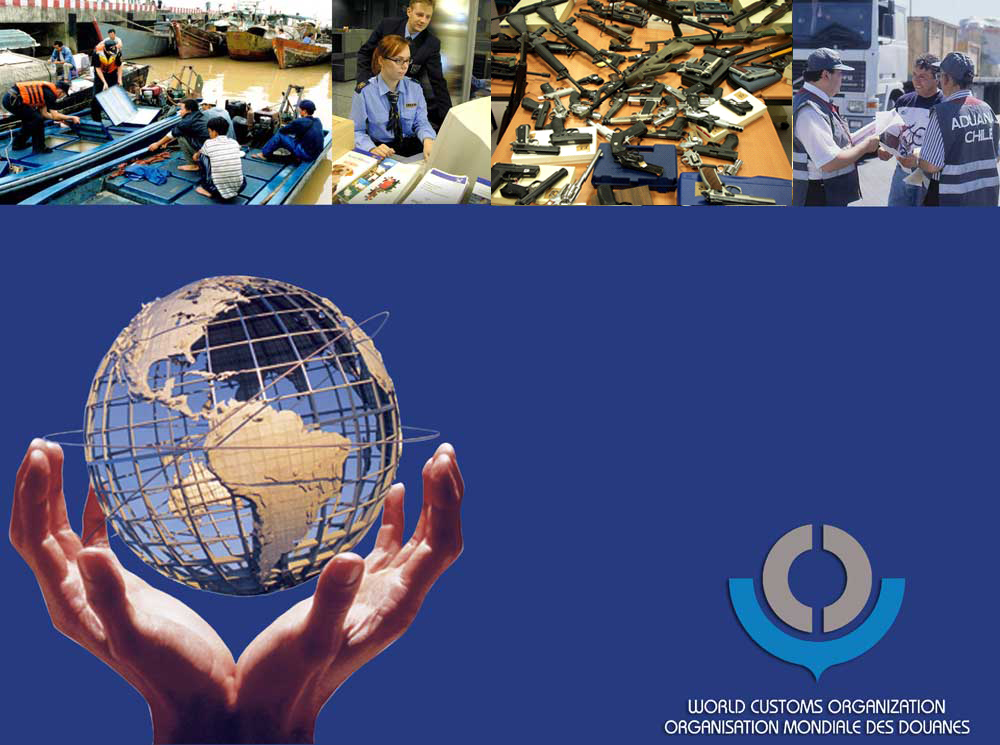 ADUANA
CHILE
WORLD CUSTOMS ORGANIZATION
ORGANISATION MONDIALE DES DOUANES